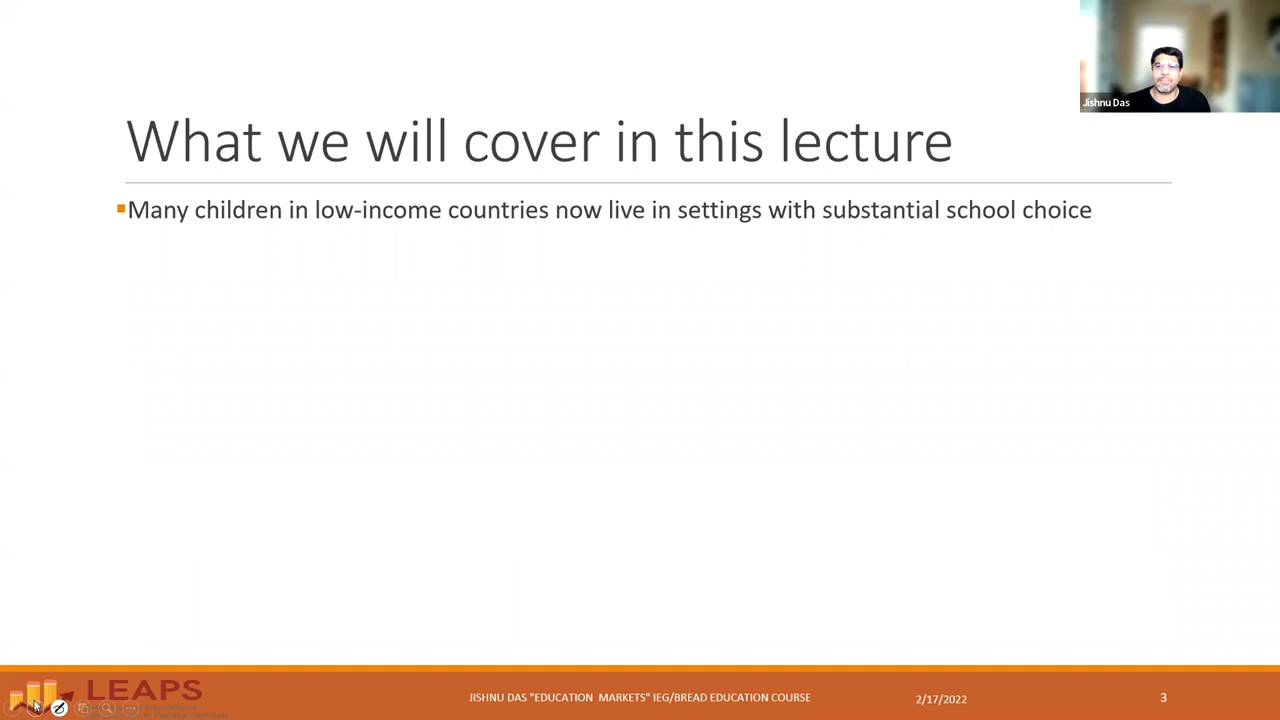 Jishnu Das
What we will cover in this lecture
Many children in low-income countries now live in settings with substantial school choice
LEAPS
JISHNU DAS "EDUCATION MARKETS" IEG/BREAD EDUCATION COURSE
2/17/2022
3